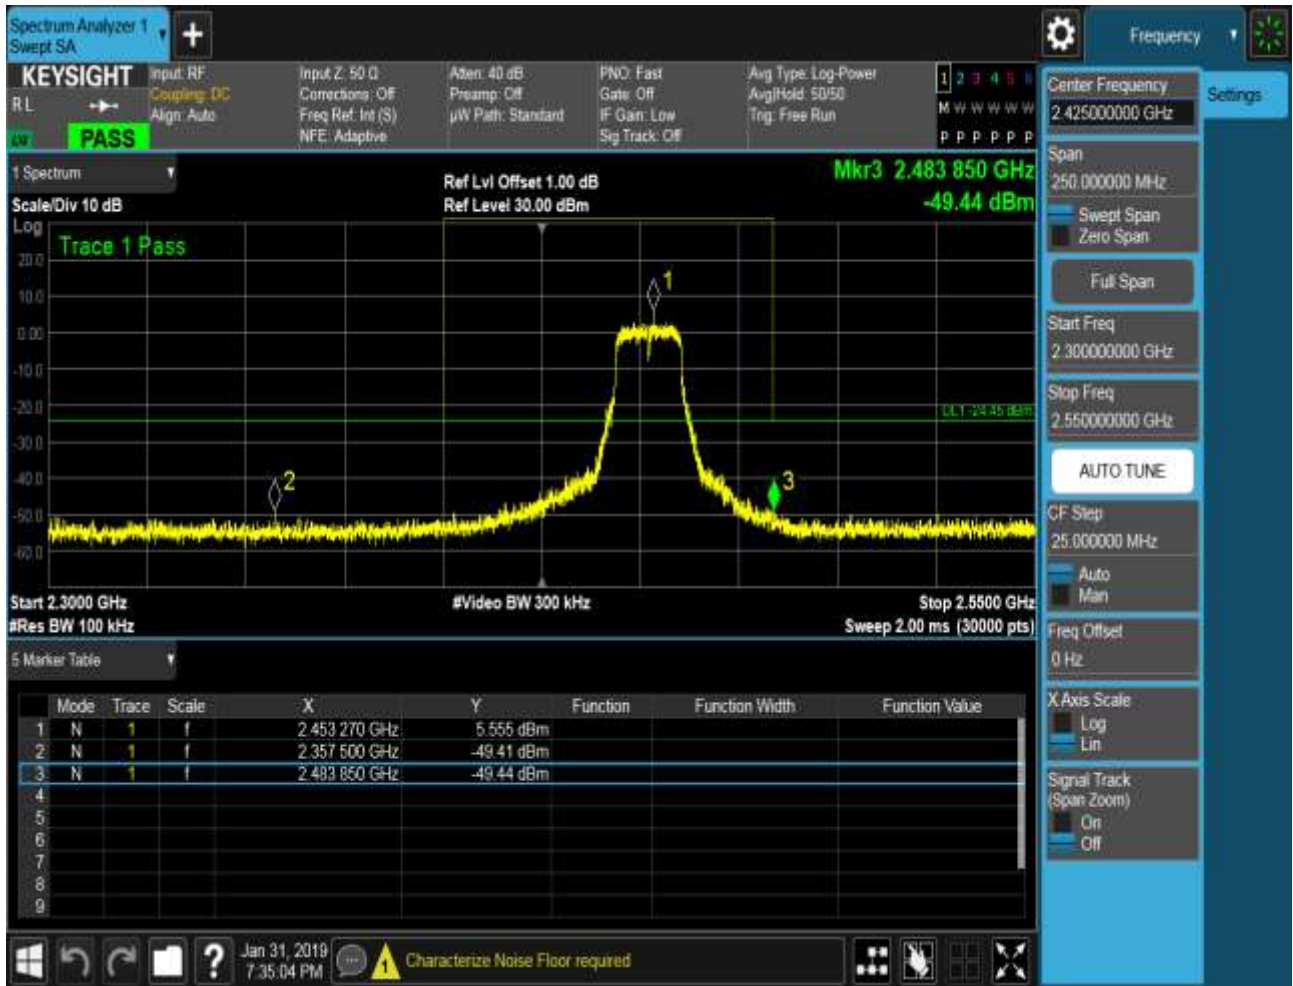 Spectrum Analyzer 1
Swept SA
+
Frequency
KEYSIGHT
R L
PASS
Input: RF
Coupling: DC
Align: Auto
Input Z: 50 Ω
Corrections: Off
Freq Ref: Int (S)
NFE: Adaptive
Atten: 40 dB
Preamp: Off
µW Path: Standard
PNO: Fast
Gate: Off
IF Gain: Low
Sig Track: Off
Avg Type: Log-Power
Avg|Hold: 50/50
Trig: Free Run
1 2 3 4 5 6
M W W W W W
P P P P P P
1 Spectrum
Scale/Div 10 dB
Ref Lvl Offset 1.00 dB
Ref Level 30.00 dBm
Mkr3 2.483 850 GHz
-49.44 dBm
Log
Trace 1 Pass
20.0
10.0
0.00
-10.0
-20.0
-30.0
-40.0
-50.0
-60.0
1
2
3
DL1 -24.45 dBm
Start 2.3000 GHz
#Res BW 100 kHz
#Video BW 300 kHz
Stop 2.5500 GHz
Sweep 2.00 ms (30000 pts)
5 Marker Table
Mode Trace Scale X Y Function Function Width Function Value
1 N 1 f 2.453 270 GHz 5.555 dBm
2 N 1 f 2.357 500 GHz -49.41 dBm
3 N 1 f 2.483 850 GHz -49.44 dBm
4
5
6
7
8
9
Center Frequency
2.425000000 GHz
Settings
Span
250.000000 MHz
Swept Span
Zero Span
Full Span
Start Freq
2.300000000 GHz
Stop Freq
2.550000000 GHz
AUTO TUNE
CF Step
25.000000 MHz
Auto
Man
Freq Offset
0 Hz
X Axis Scale
Log
Lin
Signal Track
(Span Zoom)
On
Off
?
Jan 31, 2019
7:35:04 PM
1
Characterize Noise Floor required